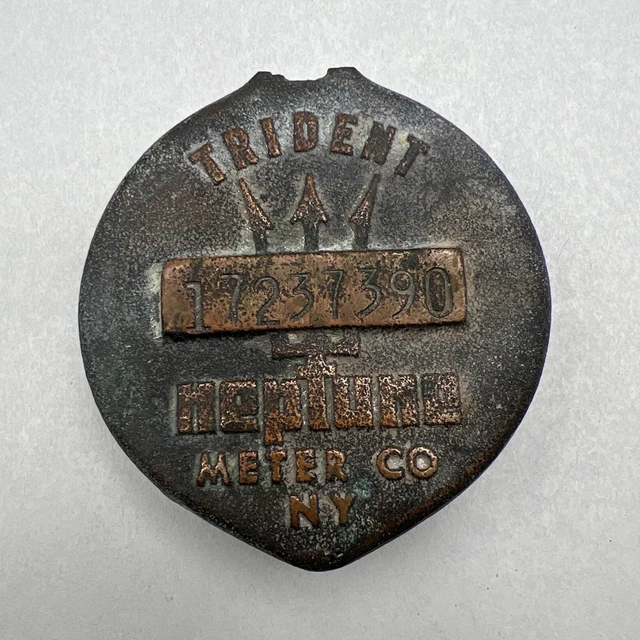 TRIDENT
17237390
neptune
METER CO
NY